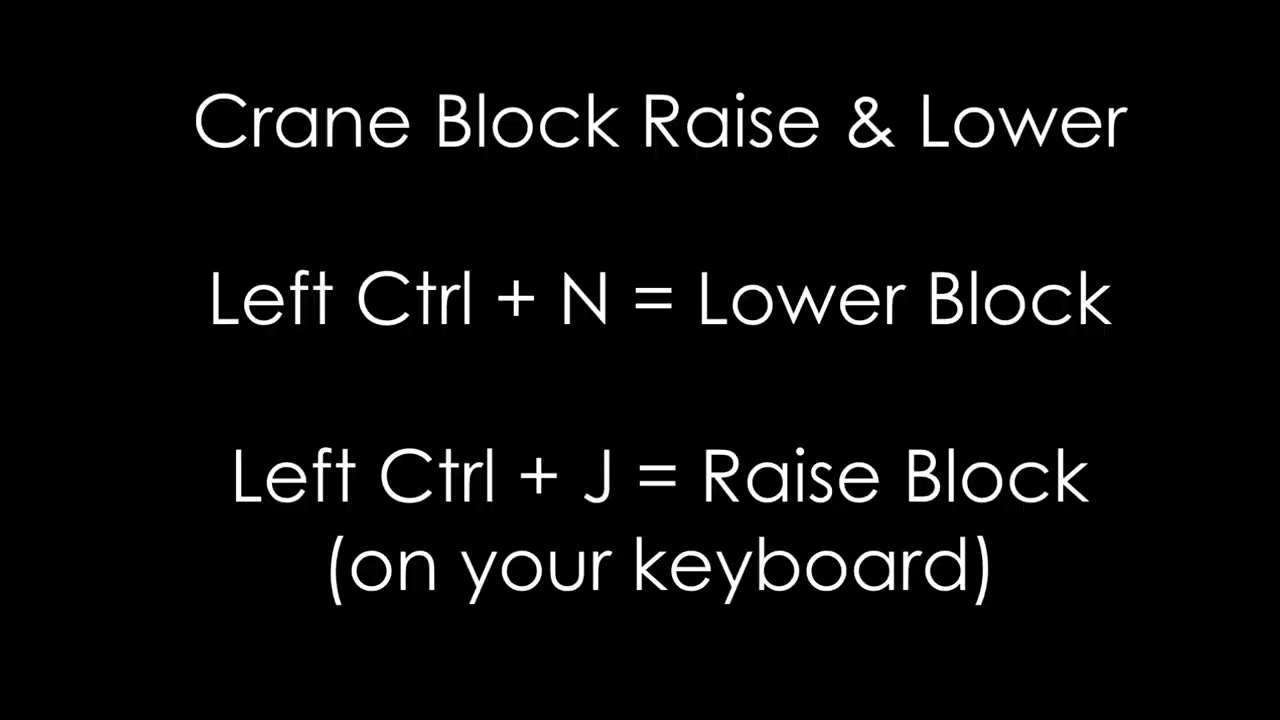 Crane Block Raise & Lower
Left Ctrl + N = Lower Block
Left Ctrl + J = Raise Block
(on your keyboard)